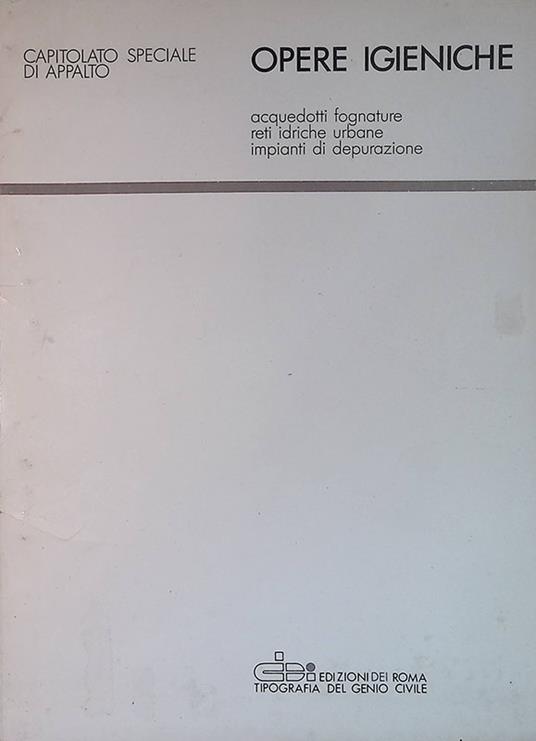 CAPITOLATO SPECIALE
DI APPALTO
OPERE IGIENICHE
acquedotti fognature
reti idriche urbane
impianti di depurazione
EDIZIONI DEI ROMA
TIPOGRAFIA DEL GENIO CIVILE